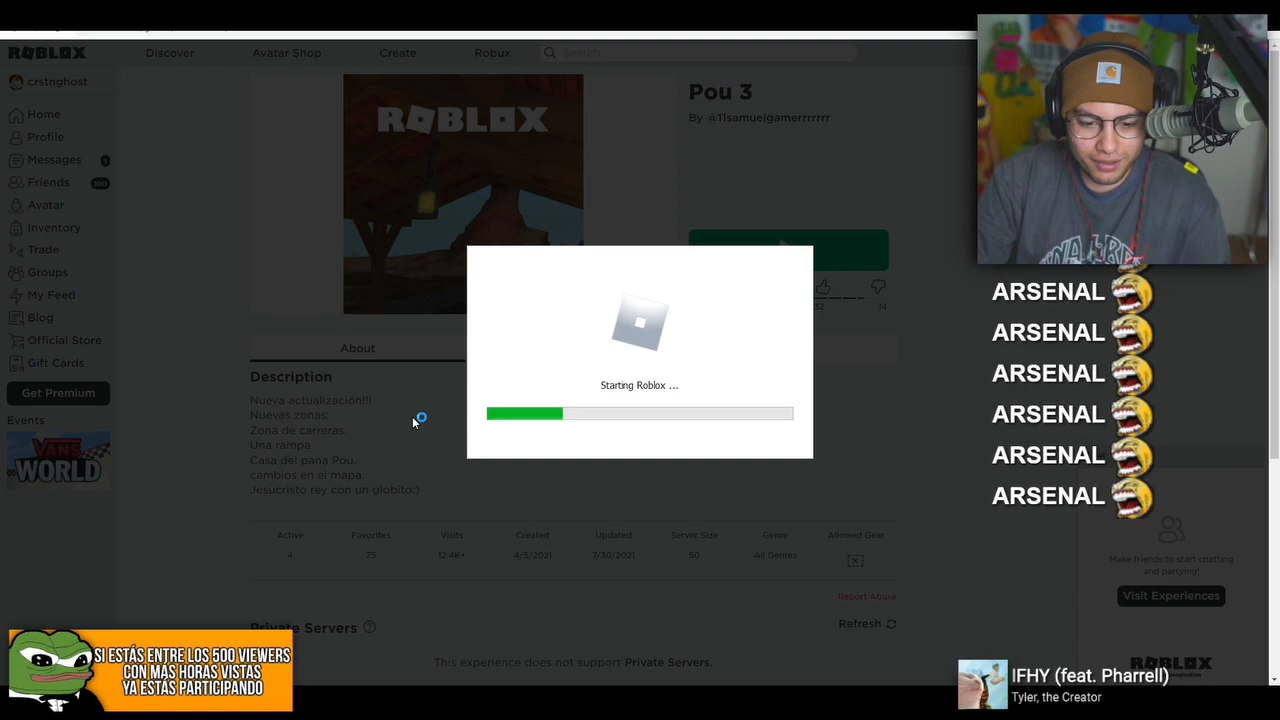 ROBLOX
Discover
Avatar Shop
Create
Robux
Search
crstnghost
Home
Profile
Messages
1
Friends
100
Avatar
Inventory
Trade
Groups
My Feed
Blog
Official Store
Gift Cards
Get Premium
Events
VANS
WORLD
ROBLOX
Pou 3
By @11samuelgamerrrrrrr
32
14
Starting Roblox ...
About
Description
Nueva actualización!!!
Nuevas zonas:
Zona de carreras.
Una rampa.
Casa del pana Pou.
cambios en el mapa.
Jesucristo rey con un globito:)
Active
Favorites
Visits
Created
Updated
Server Size
Genre
Allowed Gear
4
75
12.4K+
4/5/2021
7/30/2021
50
All Genres
Report Abuse
Private Servers
Refresh
This experience does not support Private Servers.
ARSENAL
ARSENAL
ARSENAL
ARSENAL
ARSENAL
ARSENAL
Make friends to start chatting
and partying!
Visit Experiences
ROBLOX
SI ESTÁS ENTRE LOS 500 VIEWERS
CON MÁS HORAS VISTAS
YA ESTÁS PARTICIPANDO
IFHY (feat. Pharrell)
Tyler, the Creator